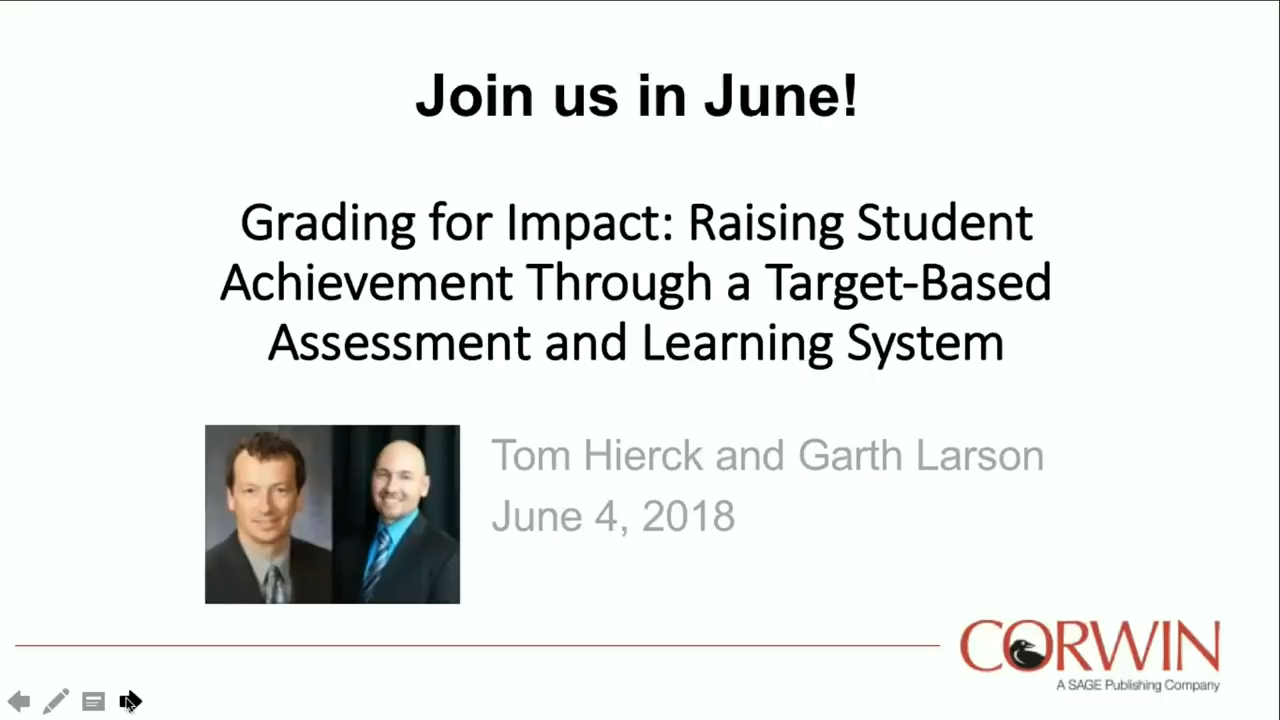 Join us in June!
Grading for Impact: Raising Student
Achievement Through a Target-Based
Assessment and Learning System
Tom Hierck and Garth Larson
June 4, 2018
CORWIN
A SAGE Publishing Company